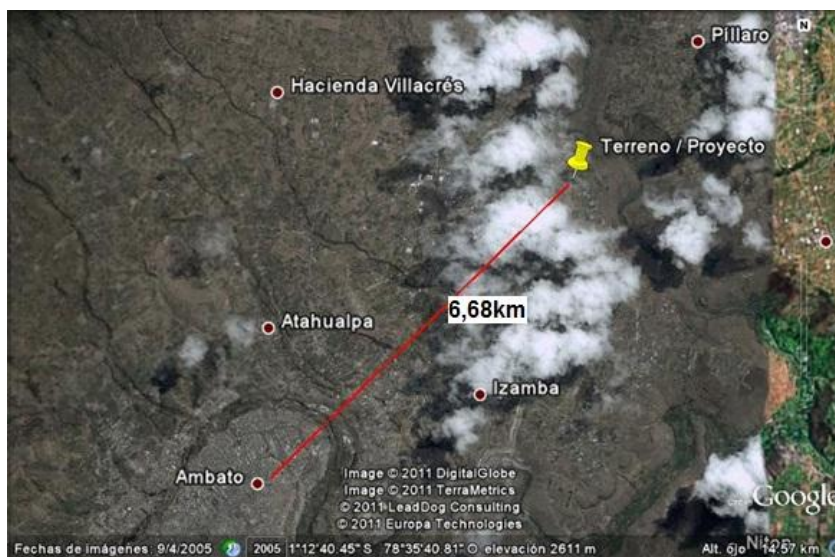 N
Píllaro
Hacienda Villacrés
Terreno / Proyecto
6,68km
Atahualpa
Izamba
Ambato
Image © 2011 DigitalGlobe
Image © 2011 TerraMetrics
© 2011 LeadDog Consulting
© 2011 Europa Technologies
Google
Fechas de imágenes: 9/4/2005 2005 1°12'40.45" S 78°35'40.81" O elevación 2611 m Alt. ojo 14.57 km